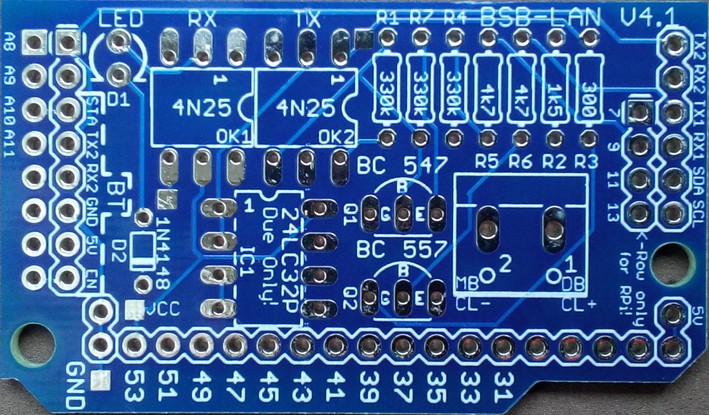 LED RX TX R1 R7 R4 BSB-LAN V4.1
A8
A9
A10
A11
D1
STA
TX2
RX2
GND
5V
EN
BT
4N25
1
OK1
4N25
1
OK2
330k
330k
330k
4k7
4k7
1k5
300
R5 R6 R2 R3
TX2
RX2
TX1
RX1
SDA
SCL
7
9
11
13
<-Row only
for RPi!
5V
BC 547
B
C E
Q1
BC 557
B
C E
Q2
1
24LC32P
Due Only!
IC1
1N4148
D2
2 1
MB DB
CL- CL+
VCC
GND
53 51 49 47 45 43 41 39 37 35 33 31